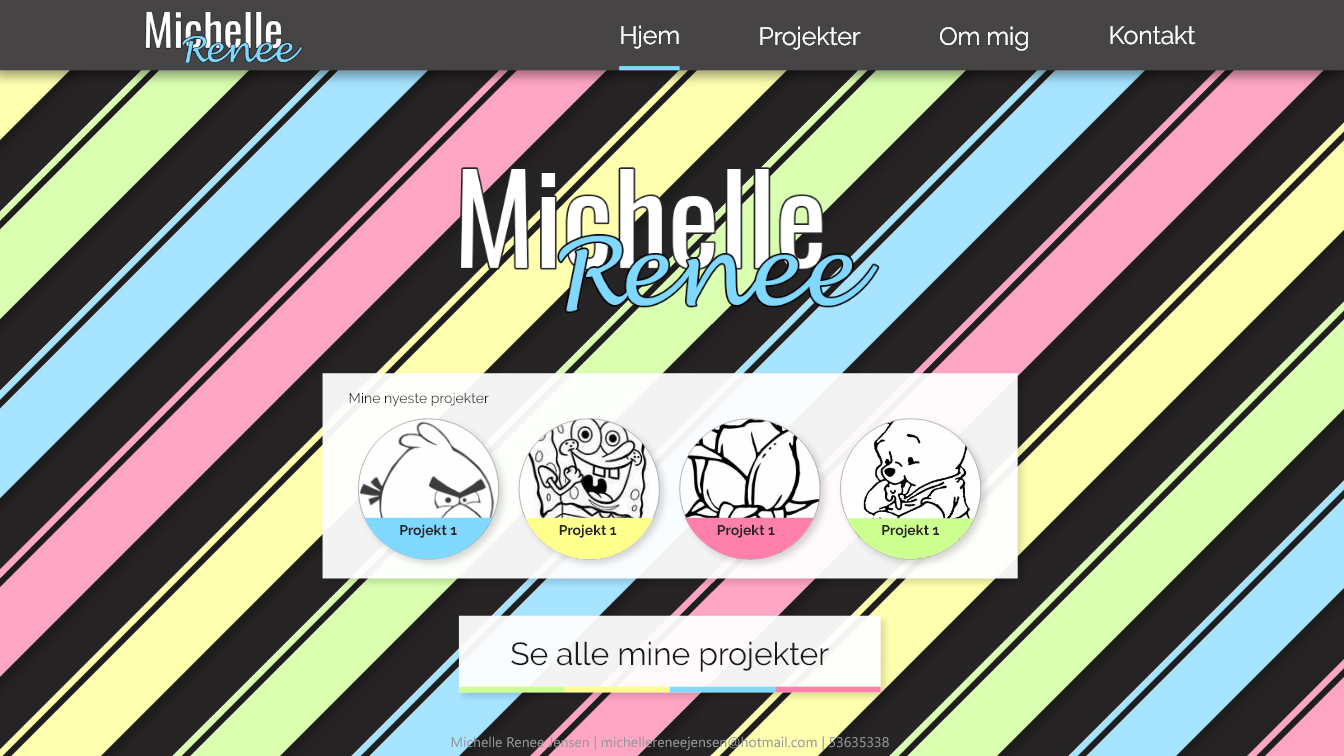 Michelle
Renee
Hjem
Projekter
Om mig
Kontakt
Michelle
Renee
Mine nyeste projekter
Projekt 1
Projekt 1
Projekt 1
Projekt 1
Se alle mine projekter
Michelle Renee Jensen | michellereneejensen@hotmail.com | 53635338